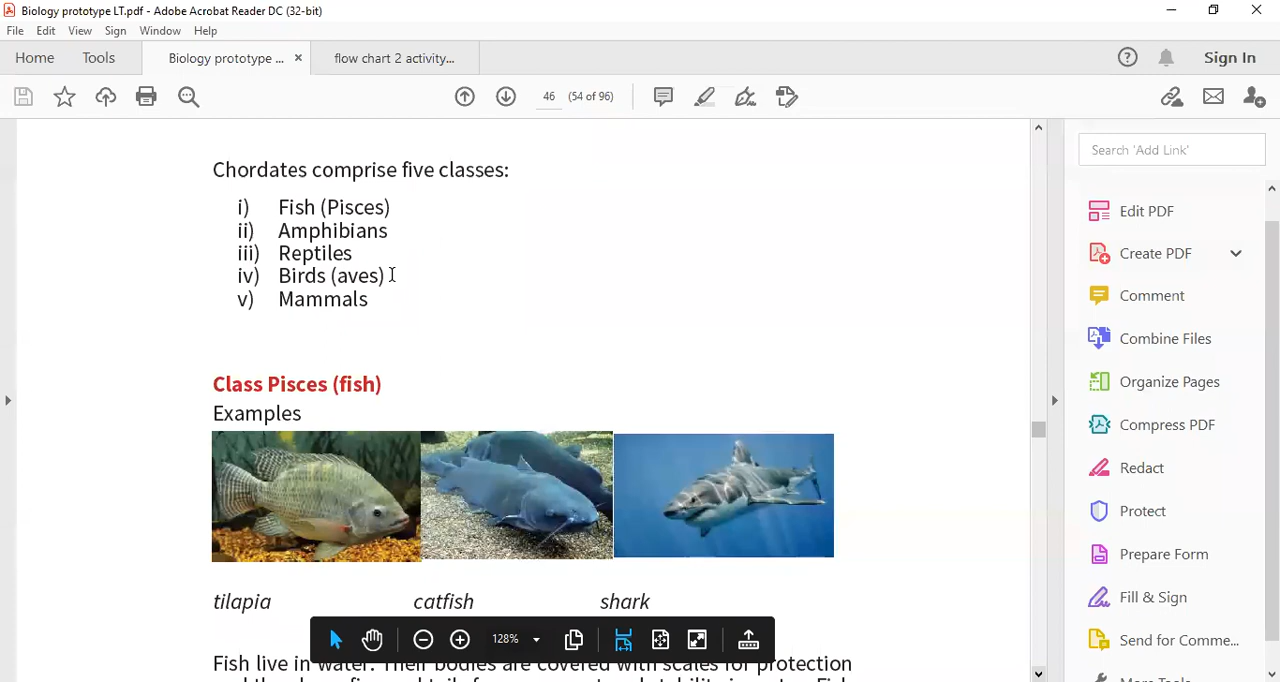 Biology prototype LT.pdf - Adobe Acrobat Reader DC (32-bit)
File Edit View Sign Window Help
Home Tools Biology prototype ... × flow chart 2 activity... Sign In
46 (54 of 96)
Chordates comprise five classes:
i) Fish (Pisces)
ii) Amphibians
iii) Reptiles
iv) Birds (aves)
v) Mammals
Class Pisces (fish)
Examples
tilapia catfish shark
128%
Fish live in water. Their bodies are covered with scales for protection
Search 'Add Link'
Edit PDF
Create PDF
Comment
Combine Files
Organize Pages
Compress PDF
Redact
Protect
Prepare Form
Fill & Sign
Send for Comme...
More Tools